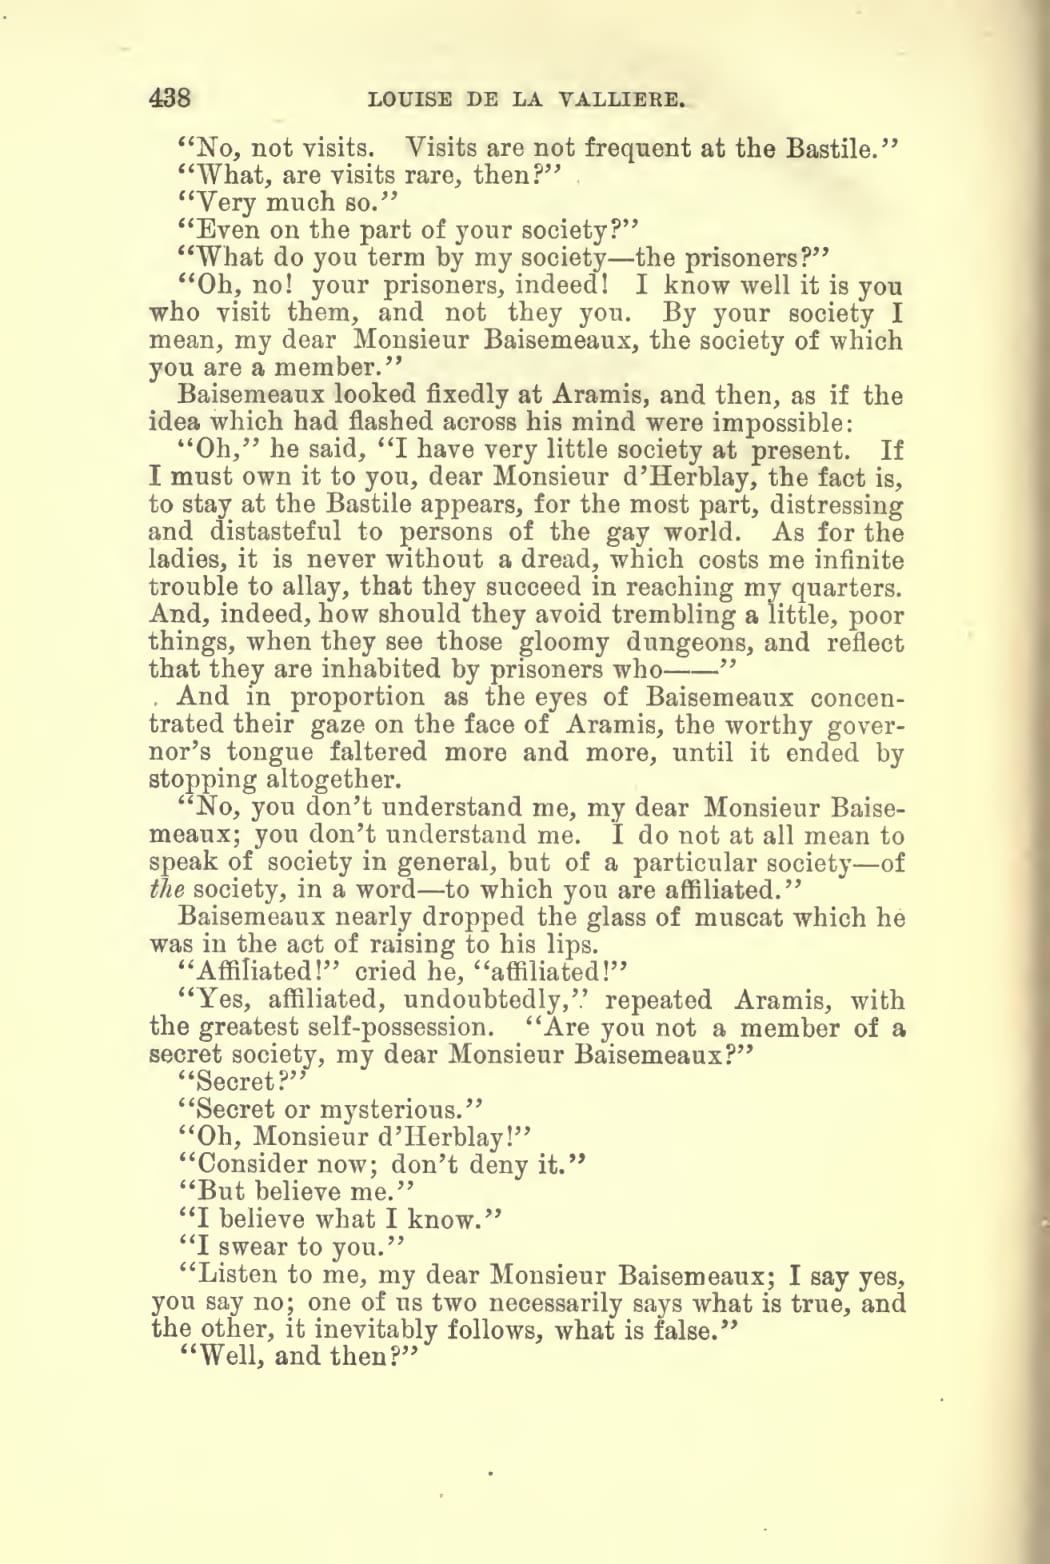 438 LOUISE DE LA VALLIERE.
“No, not visits. Visits are not frequent at the Bastile.”
“What, are visits rare, then?”
“Very much so.”
“Even on the part of your society?”
“What do you term by my society—the prisoners?”
“Oh, no! your prisoners, indeed! I know well it is you
who visit them, and not they you. By your society I
mean, my dear Monsieur Baisemeaux, the society of which
you are a member.”
Baisemeaux looked fixedly at Aramis, and then, as if the
idea which had flashed across his mind were impossible:
“Oh,” he said, “I have very little society at present. If
I must own it to you, dear Monsieur d’Herblay, the fact is,
to stay at the Bastile appears, for the most part, distressing
and distasteful to persons of the gay world. As for the
ladies, it is never without a dread, which costs me infinite
trouble to allay, that they succeed in reaching my quarters.
And, indeed, how should they avoid trembling a little, poor
things, when they see those gloomy dungeons, and reflect
that they are inhabited by prisoners who——”
And in proportion as the eyes of Baisemeaux concen-
trated their gaze on the face of Aramis, the worthy gover-
nor’s tongue faltered more and more, until it ended by
stopping altogether.
“No, you don’t understand me, my dear Monsieur Baise-
meaux; you don’t understand me. I do not at all mean to
speak of society in general, but of a particular society—of
the society, in a word—to which you are affiliated.”
Baisemeaux nearly dropped the glass of muscat which he
was in the act of raising to his lips.
“Affiliated!” cried he, “affiliated!”
“Yes, affiliated, undoubtedly,” repeated Aramis, with
the greatest self-possession. “Are you not a member of a
secret society, my dear Monsieur Baisemeaux?”
“Secret?”
“Secret or mysterious.”
“Oh, Monsieur d’Herblay!”
“Consider now; don’t deny it.”
“But believe me.”
“I believe what I know.”
“I swear to you.”
“Listen to me, my dear Monsieur Baisemeaux; I say yes,
you say no; one of us two necessarily says what is true, and
the other, it inevitably follows, what is false.”
“Well, and then?”